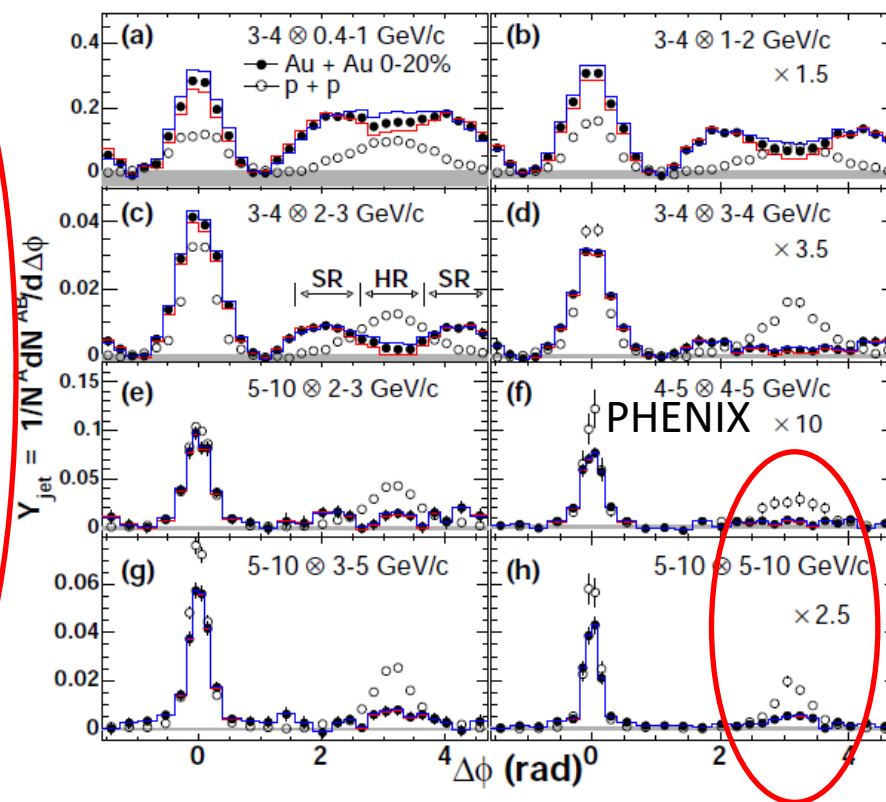 (a) 3-4 ⊗ 0.4-1 GeV/c
Au + Au 0-20%
p + p
(b) 3-4 ⊗ 1-2 GeV/c
× 1.5
(c) 3-4 ⊗ 2-3 GeV/c
SR HR SR
(d) 3-4 ⊗ 3-4 GeV/c
× 3.5
(e) 5-10 ⊗ 2-3 GeV/c
(f) 4-5 ⊗ 4-5 GeV/c
PHENIX × 10
(g) 5-10 ⊗ 3-5 GeV/c
(h) 5-10 ⊗ 5-10 GeV/c
× 2.5
0.4
0.2
0
0.04
0.02
0
0.15
0.1
0.05
0
0.06
0.04
0.02
0
Y jet = 1/N A dN AB /d Δϕ
0 2 4 0 2 4
Δϕ (rad)